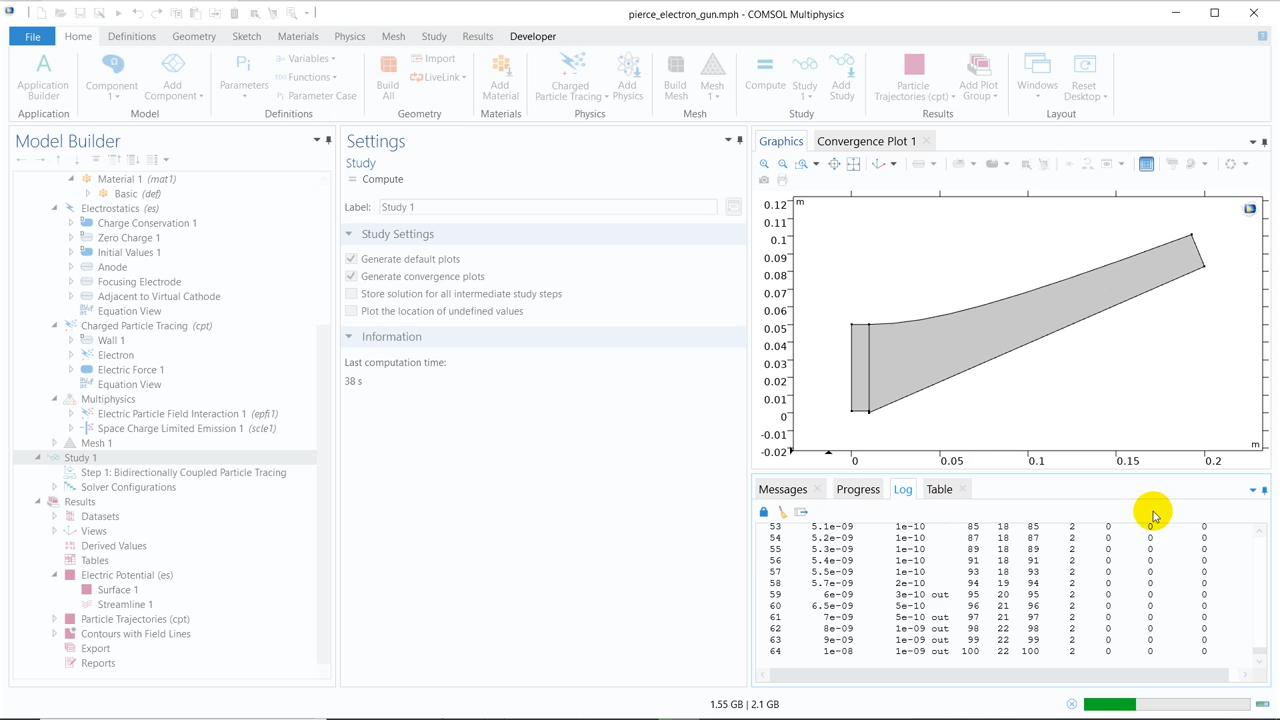 pierce_electron_gun.mph - COMSOL Multiphysics
File Home Definitions Geometry Sketch Materials Physics Mesh Study Results Developer
Application Builder
Component 1
Add Component
Parameters
Pi
Variables
Functions
Parameter Case
Build All
Import
LiveLink
Add Material
Charged Particle Tracing
Add Physics
Build Mesh
Mesh 1
Compute
Study 1
Add Study
Particle Trajectories (cpt)
Add Plot Group
Windows
Reset Desktop
Application Model Definitions Geometry Materials Physics Mesh Study Results Layout
Model Builder
Material 1 (mat1)
Basic (def)
Electrostatics (es)
Charge Conservation 1
Zero Charge 1
Initial Values 1
Anode
Focusing Electrode
Adjacent to Virtual Cathode
Equation View
Charged Particle Tracing (cpt)
Wall 1
Electron
Electric Force 1
Equation View
Multiphysics
Electric Particle Field Interaction 1 (epfi1)
Space Charge Limited Emission 1 (scle1)
Mesh 1
Study 1
Step 1: Bidirectionally Coupled Particle Tracing
Solver Configurations
Results
Datasets
Views
Derived Values
Tables
Electric Potential (es)
Surface 1
Streamline 1
Particle Trajectories (cpt)
Contours with Field Lines
Export
Reports
Settings
Study
Compute
Label: Study 1
Study Settings
Generate default plots
Generate convergence plots
Store solution for all intermediate study steps
Plot the location of undefined values
Information
Last computation time:
38 s
Graphics Convergence Plot 1
m
0.12
0.11
0.1
0.09
0.08
0.07
0.06
0.05
0.04
0.03
0.02
0.01
0
-0.01
-0.02
m
0 0.05 0.1 0.15 0.2
Messages Progress Log Table
53 5.1e-09 1e-10 85 18 85 2 0 0 0
54 5.2e-09 1e-10 87 18 87 2 0 0 0
55 5.3e-09 1e-10 89 18 89 2 0 0 0
56 5.4e-09 1e-10 91 18 91 2 0 0 0
57 5.5e-09 1e-10 93 18 93 2 0 0 0
58 5.7e-09 2e-10 94 19 94 2 0 0 0
59 6e-09 3e-10 out 95 20 95 2 0 0 0
60 6.5e-09 5e-10 96 21 96 2 0 0 0
61 7e-09 5e-10 out 97 21 97 2 0 0 0
62 8e-09 1e-09 out 98 22 98 2 0 0 0
63 9e-09 1e-09 out 99 22 99 2 0 0 0
64 1e-08 1e-09 out 100 22 100 2 0 0 0
1.55 GB | 2.1 GB